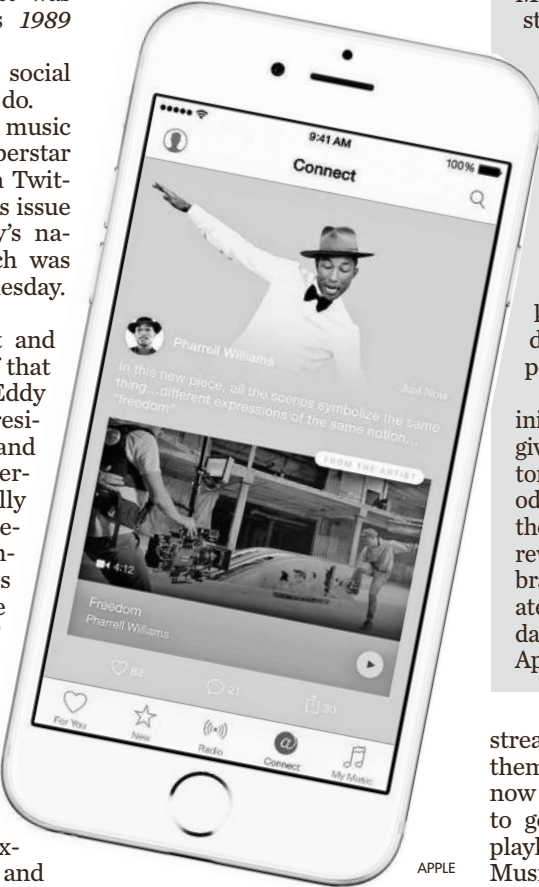 s 1989
social
do.
music
perstar
Twit-
s issue
y's na-
ch was
esday.
t and
that
Eddy
resi-
and
er-
lly
e-
n-
s
e
x-
and
9:41 AM
100%
Connect
Pharrell Williams
Just Now
In this new piece, all the scenes symbolize the same
thing...different expressions of the same notion...
"freedom"
FROM THE ARTIST
4:12
Freedom
Pharrell Williams
82
21
30
For You
New
Radio
Connect
My Music
APPLE
st
p
d
p
ini
giv
tor
od
the
rev
bra
ate
da
Ap
strea
them
now
to ge
playl
Musi